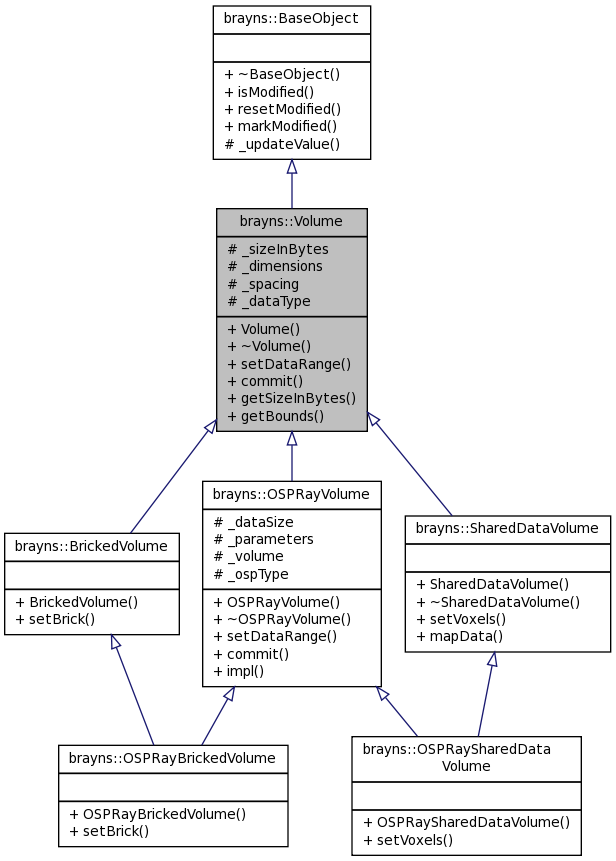 brayns::BaseObject
+ ~BaseObject()
+ isModified()
+ resetModified()
+ markModified()
# _updateValue()
brayns::Volume
# _sizeInBytes
# _dimensions
# _spacing
# _dataType
+ Volume()
+ ~Volume()
+ setDataRange()
+ commit()
+ getSizeInBytes()
+ getBounds()
brayns::BrickedVolume
+ BrickedVolume()
+ setBrick()
brayns::OSPRayVolume
# _dataSize
# _parameters
# _volume
# _ospType
+ OSPRayVolume()
+ ~OSPRayVolume()
+ setDataRange()
+ commit()
+ impl()
brayns::SharedDataVolume
+ SharedDataVolume()
+ ~SharedDataVolume()
+ setVoxels()
+ mapData()
brayns::OSPRayBrickedVolume
+ OSPRayBrickedVolume()
+ setBrick()
brayns::OSPRaySharedData
Volume
+ OSPRaySharedDataVolume()
+ setVoxels()